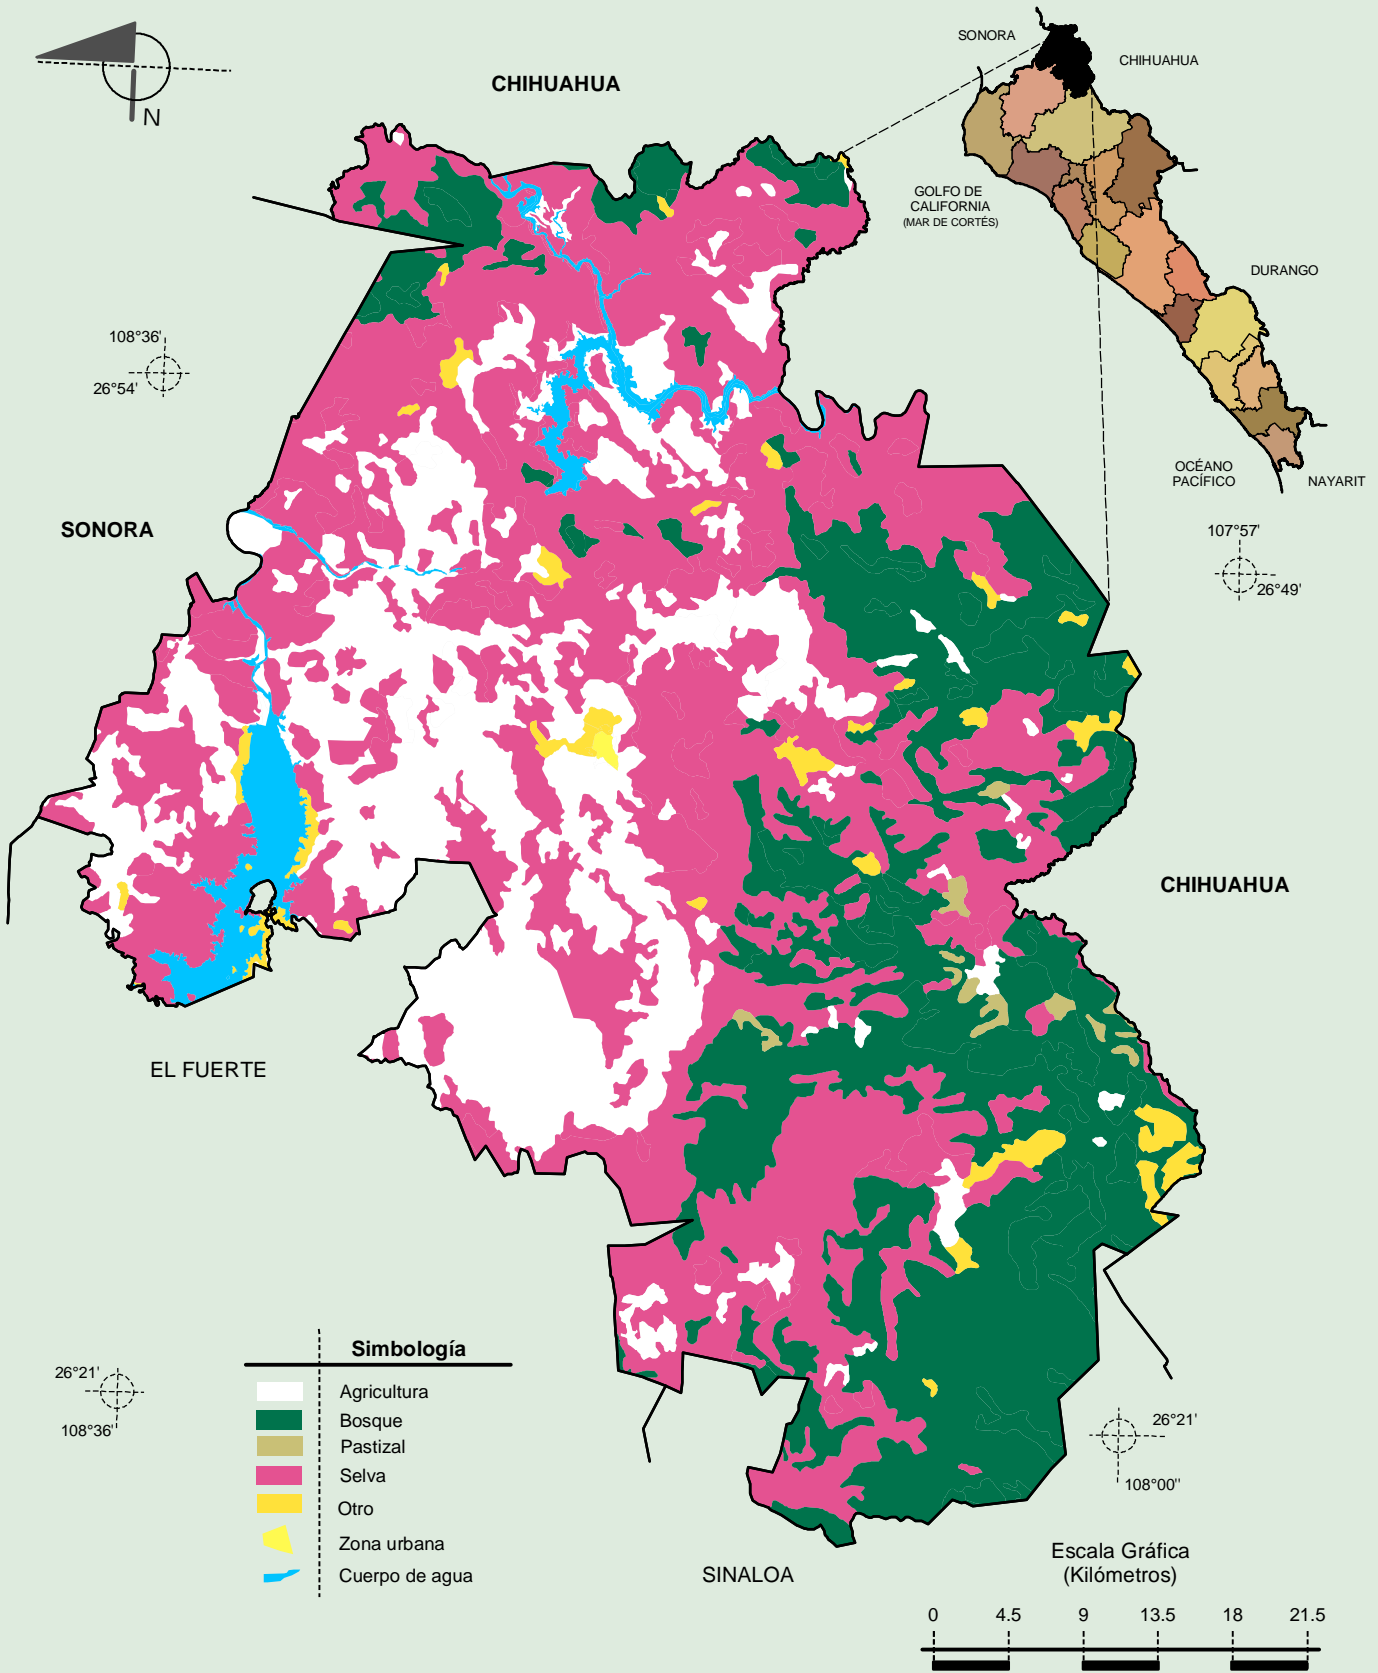 N
CHIHUAHUA
SONORA
CHIHUAHUA
GOLFO DE
CALIFORNIA
(MAR DE CORTÉS)
DURANGO
OCÉANO
PACÍFICO
NAYARIT
108°36'
26°54'
SONORA
107°57'
26°49'
CHIHUAHUA
EL FUERTE
26°21'
108°36'
Simbología
Agricultura
Bosque
Pastizal
Selva
Otro
Zona urbana
Cuerpo de agua
26°21'
108°00"
SINALOA
Escala Gráfica
(Kilómetros)
0 4.5 9 13.5 18 21.5